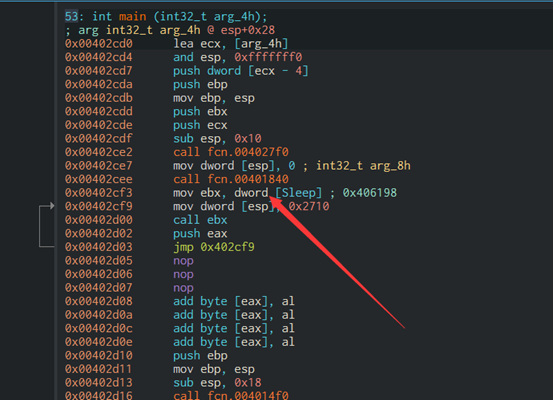 53: int main (int32_t arg_4h);
; arg int32_t arg_4h @ esp+0x28
0x00402cd0 lea ecx, [arg_4h]
0x00402cd4 and esp, 0xfffffff0
0x00402cd7 push dword [ecx - 4]
0x00402cda push ebp
0x00402cdb mov ebp, esp
0x00402cdd push ebx
0x00402cde push ecx
0x00402cdf sub esp, 0x10
0x00402ce2 call fcn.004027f0
0x00402ce7 mov dword [esp], 0 ; int32_t arg_8h
0x00402cee call fcn.00401840
0x00402cf3 mov ebx, dword [Sleep] ; 0x406198
0x00402cf9 mov dword [esp], 0x2710
0x00402d00 call ebx
0x00402d02 push eax
0x00402d03 jmp 0x402cf9
0x00402d05 nop
0x00402d06 nop
0x00402d07 nop
0x00402d08 add byte [eax], al
0x00402d0a add byte [eax], al
0x00402d0c add byte [eax], al
0x00402d0e add byte [eax], al
0x00402d10 push ebp
0x00402d11 mov ebp, esp
0x00402d13 sub esp, 0x18
0x00402d16 call fcn.004014f0